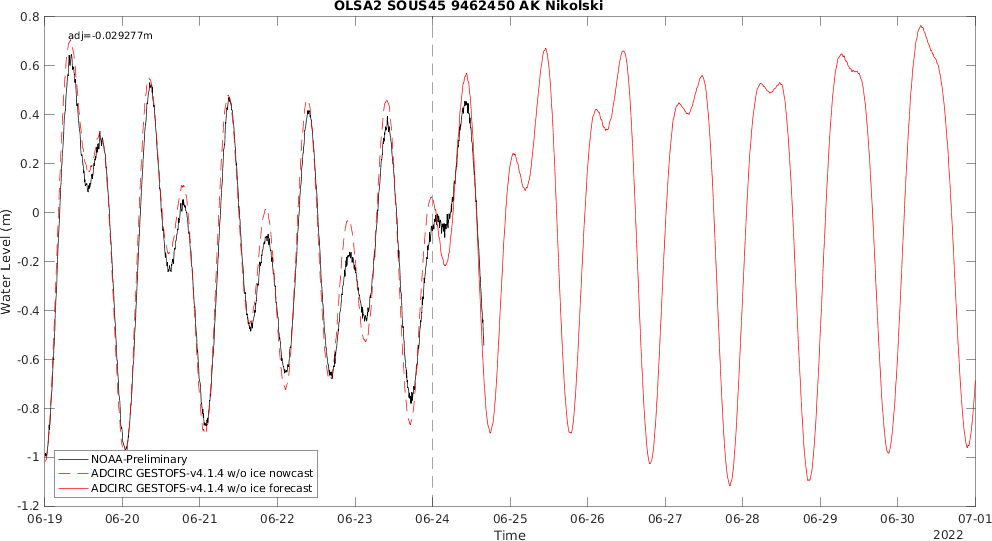 OLSA2 SOUS45 9462450 AK Nikolski
adj=-0.029277m
0.8
0.6
0.4
0.2
0
-0.2
-0.4
-0.6
-0.8
-1
-1.2
Water Level (m)
NOAA-Preliminary
ADCIRC GESTOFS-v4.1.4 w/o ice nowcast
ADCIRC GESTOFS-v4.1.4 w/o ice forecast
06-19 06-20 06-21 06-22 06-23 06-24 06-25 06-26 06-27 06-28 06-29 06-30 07-01
Time
2022